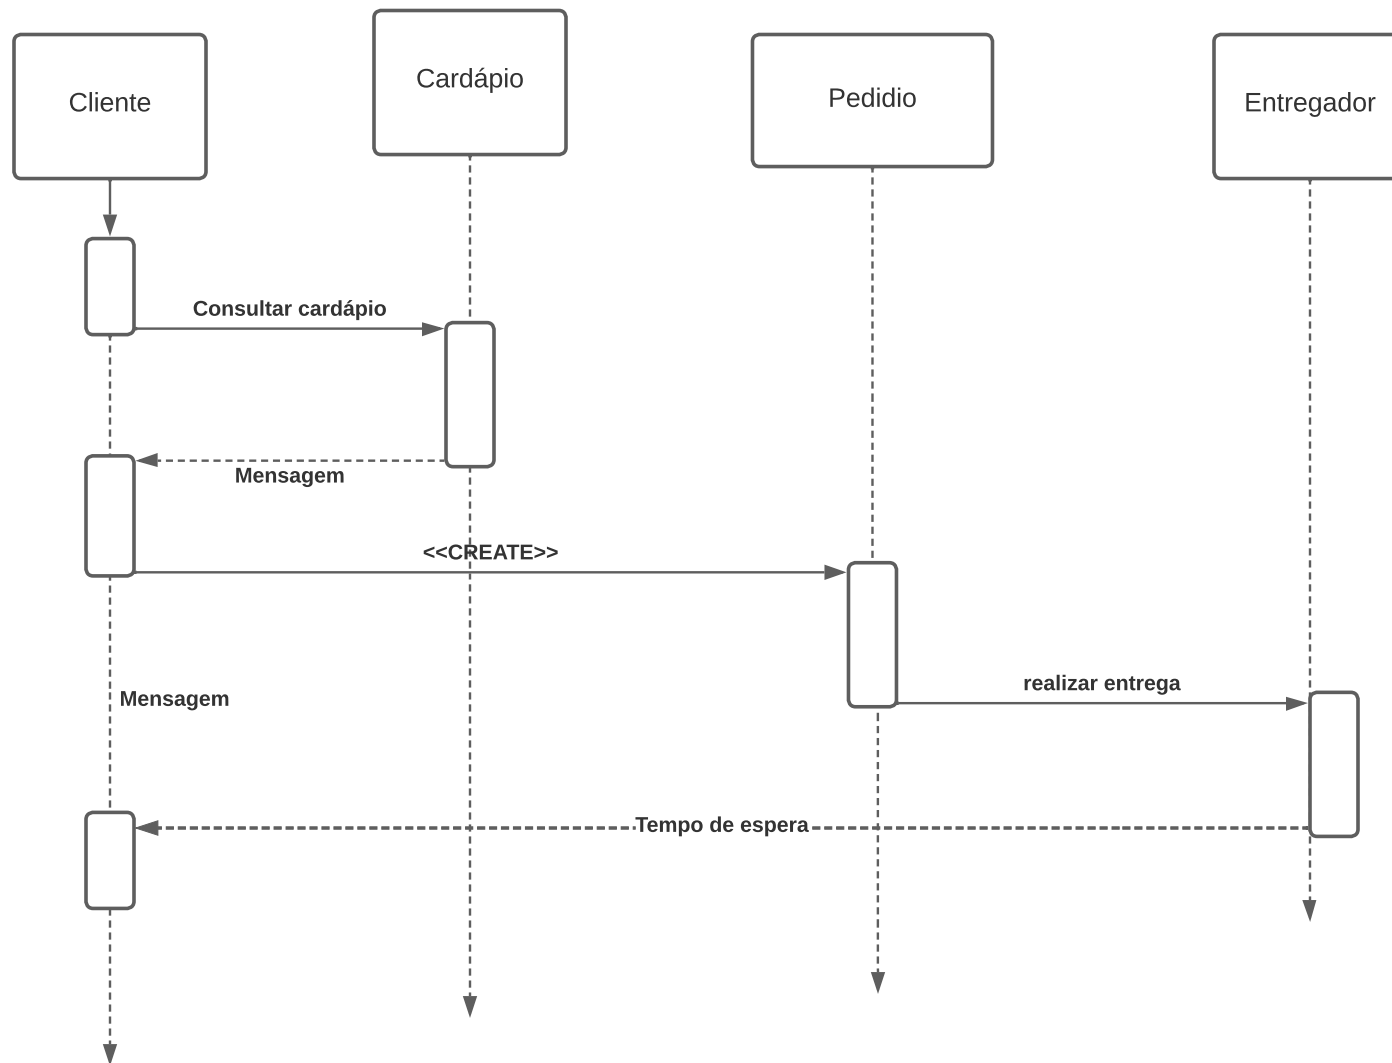 Cliente
Cardápio
Pedidio
Entregador
Consultar cardápio
Mensagem
<<CREATE>>
realizar entrega
Mensagem
Tempo de espera